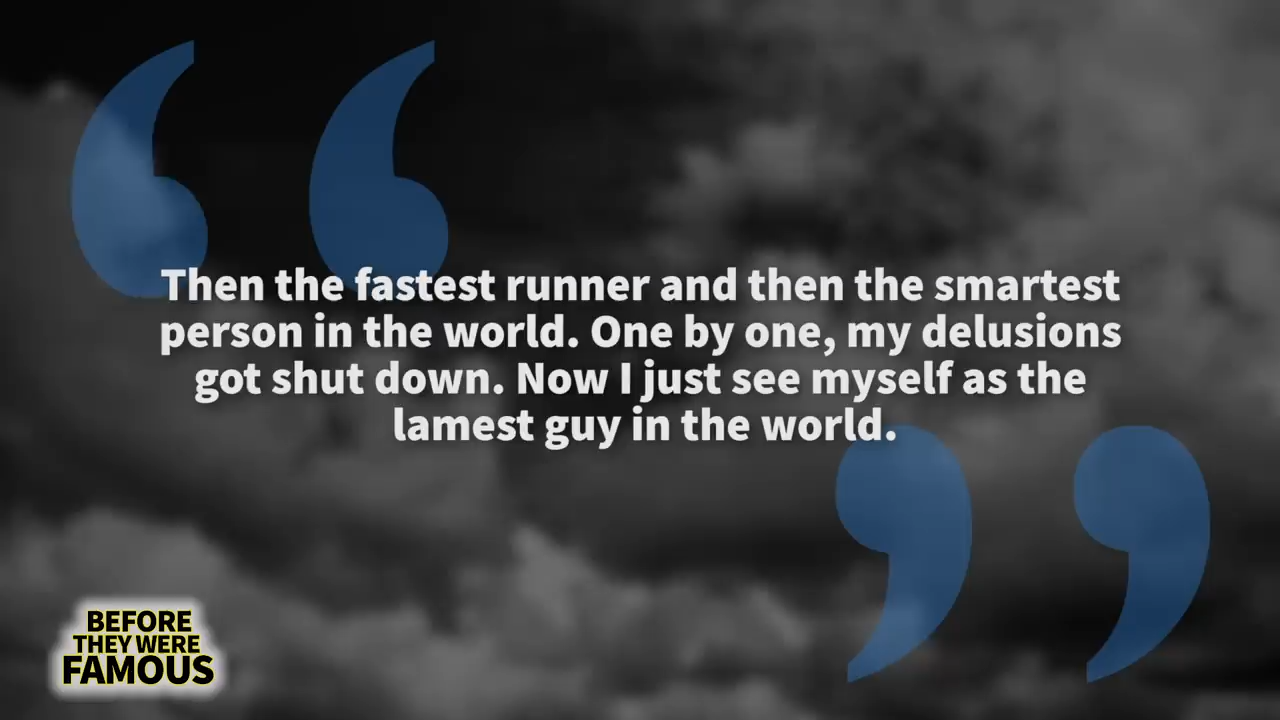 Then the fastest runner and then the smartest
person in the world. One by one, my delusions
got shut down. Now I just see myself as the
lamest guy in the world.
BEFORE
THEY WERE
FAMOUS